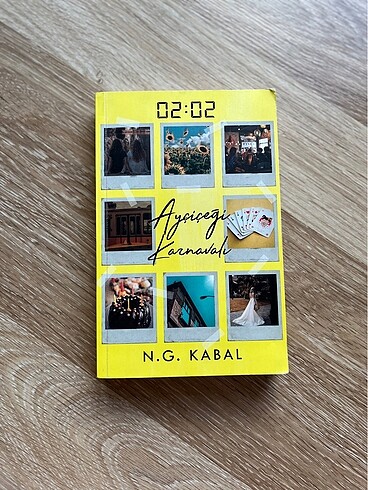 02:02
Ayçiçeği
Karnavalı
N.G. KABAL